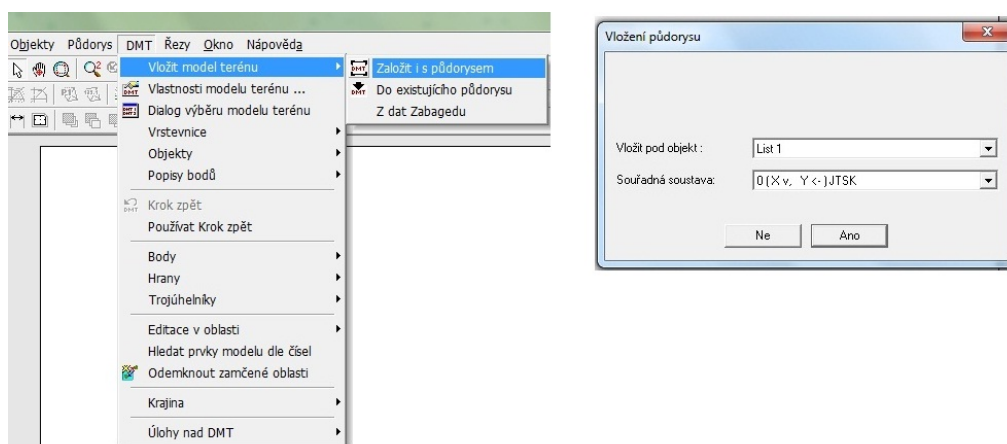 Objekty Půdorys DMT Řezy Okno Nápověda
Vložit model terénu
Vlastnosti modelu terénu ...
Dialog výběru modelu terénu
Vrstevnice
Objekty
Popisy bodů
Krok zpět
Používat Krok zpět
Body
Hrany
Trojúhelníky
Editace v oblasti
Hledat prvky modelu dle čísel
Odemknout zamčené oblasti
Krajina
Úlohy nad DMT
Založit i s půdorysem
Do existujícího půdorysu
Z dat Zabagedu
Vložení půdorysu
Vložit pod objekt :
List 1
Souřadná soustava:
0 (X v, Y <-) JTSK
Ne Ano